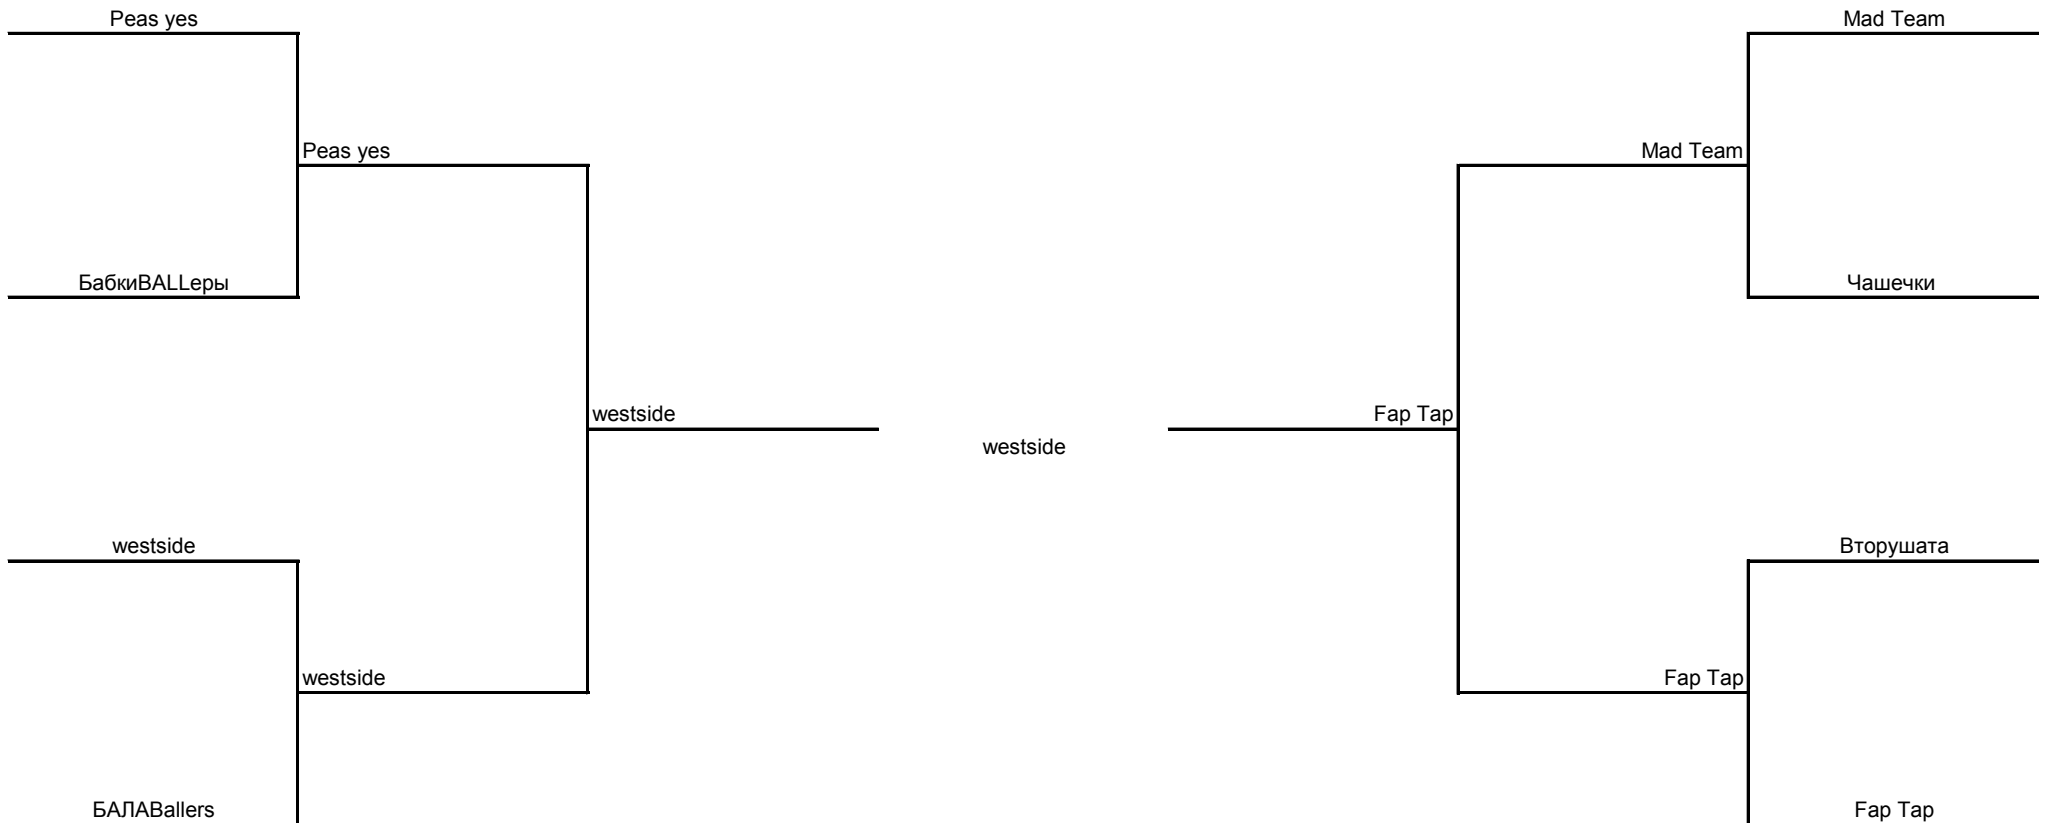 Peas yes
Mad Team
Peas yes
Mad Team
БабкиBALLеры
Чашечки
westside
Fap Tap
westside
westside
Вторушата
westside
Fap Tap
БАЛАBallers
Fap Tap